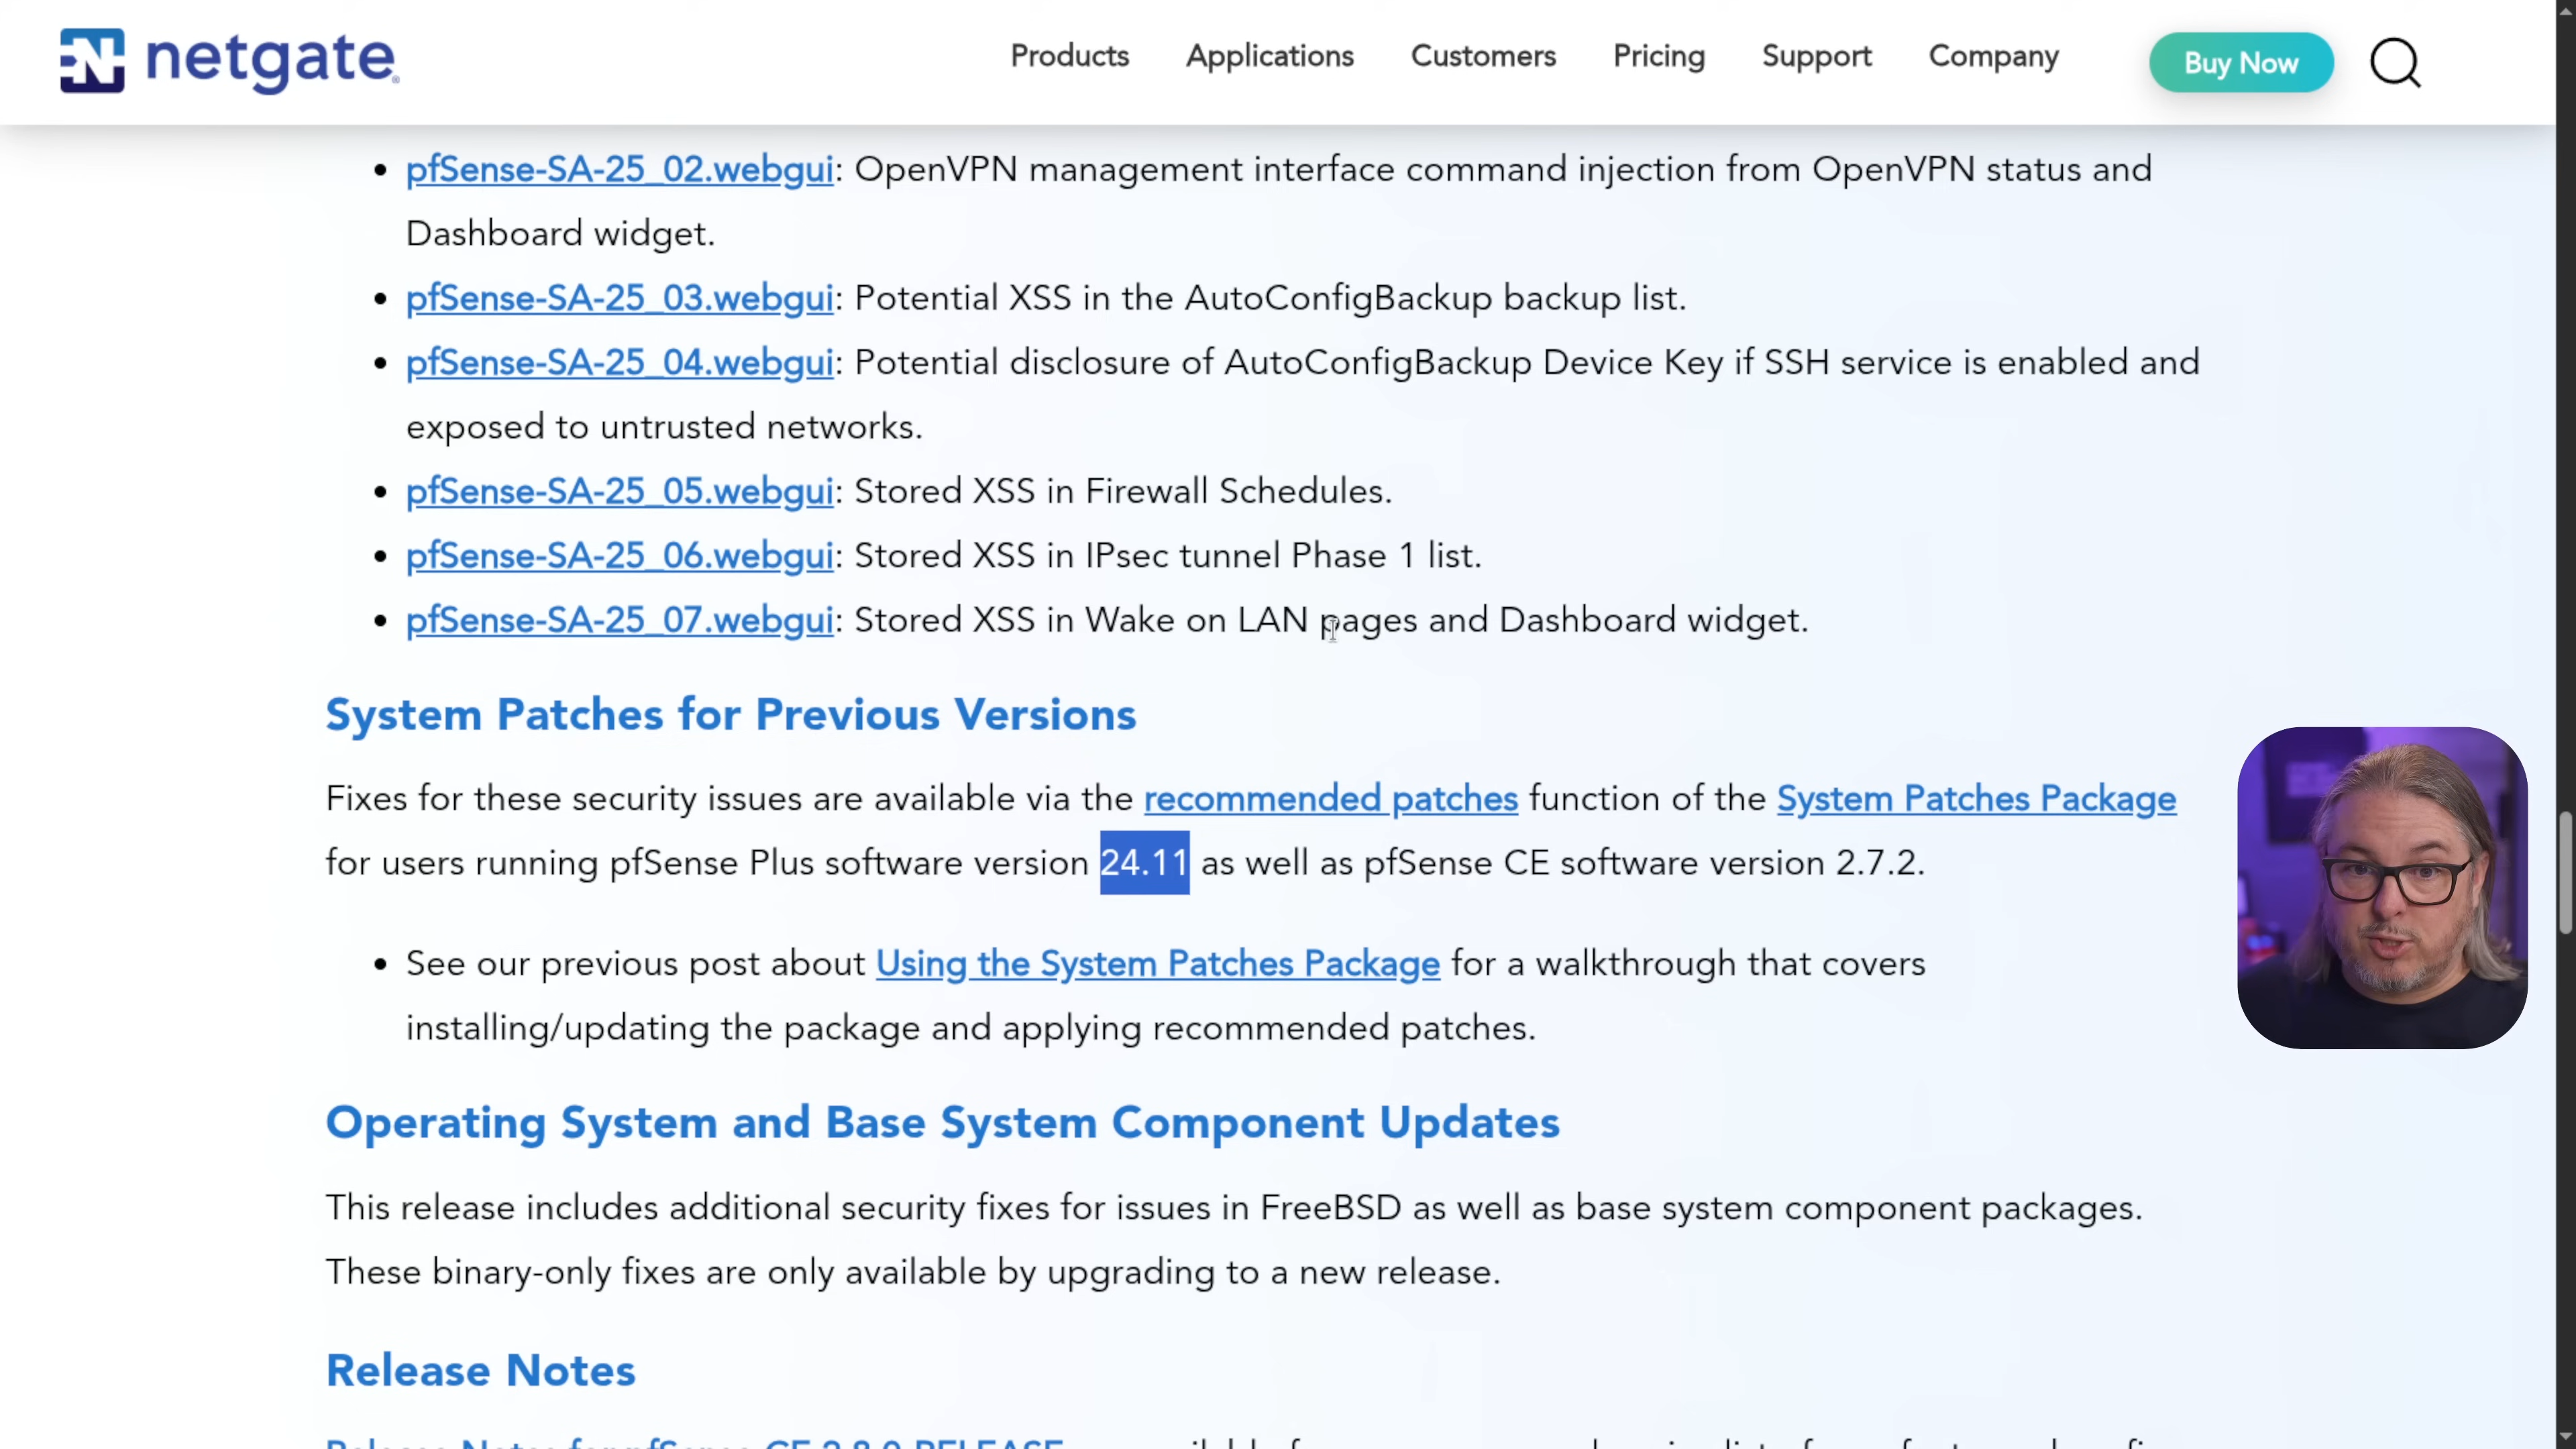 netgate
Products Applications Customers Pricing Support Company Buy Now
pfSense-SA-25_02.webgui: OpenVPN management interface command injection from OpenVPN status and
Dashboard widget.
pfSense-SA-25_03.webgui: Potential XSS in the AutoConfigBackup backup list.
pfSense-SA-25_04.webgui: Potential disclosure of AutoConfigBackup Device Key if SSH service is enabled and
exposed to untrusted networks.
pfSense-SA-25_05.webgui: Stored XSS in Firewall Schedules.
pfSense-SA-25_06.webgui: Stored XSS in IPsec tunnel Phase 1 list.
pfSense-SA-25_07.webgui: Stored XSS in Wake on LAN pages and Dashboard widget.
System Patches for Previous Versions
Fixes for these security issues are available via the recommended patches function of the System Patches Package
for users running pfSense Plus software version 24.11 as well as pfSense CE software version 2.7.2.
See our previous post about Using the System Patches Package for a walkthrough that covers
installing/updating the package and applying recommended patches.
Operating System and Base System Component Updates
This release includes additional security fixes for issues in FreeBSD as well as base system component packages.
These binary-only fixes are only available by upgrading to a new release.
Release Notes
Release Notes for pfSense CE 2.8.0-RELEASE